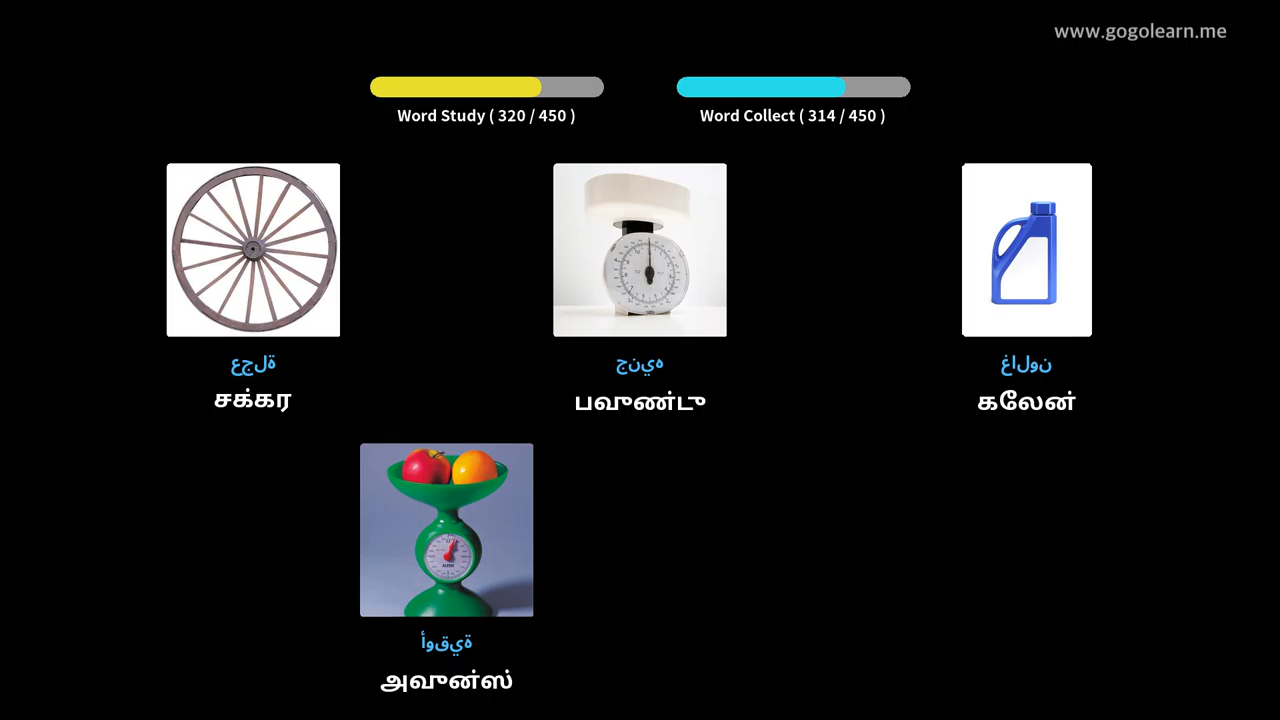 www.gogolearn.me
Word Study ( 320 / 450 )
Word Collect ( 314 / 450 )
عجلة
جنيه
غالون
சக்கர
பவுண்டு
கலேன்
أوقية
அவுன்ஸ்